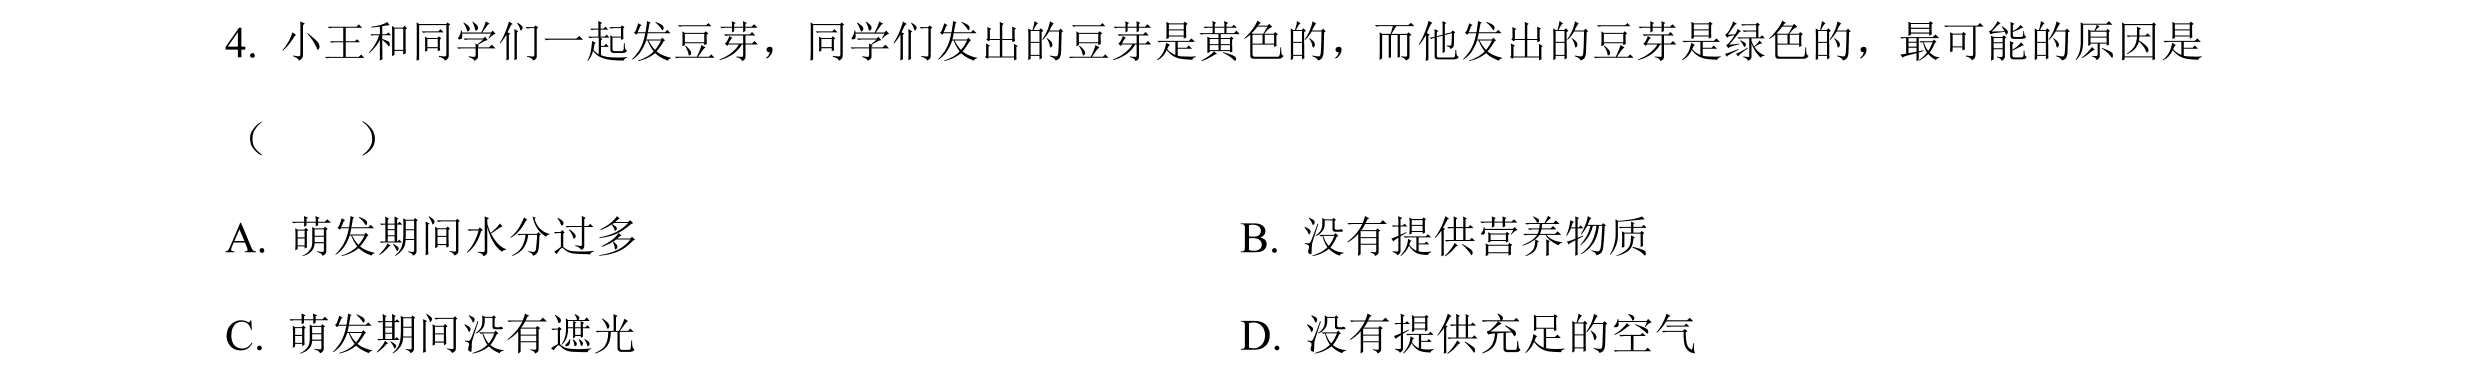 4. 小王和同学们一起发豆芽，同学们发出的豆芽是黄色的，而他发出的豆芽是绿色的，最可能的原因是
（  ）
A. 萌发期间水分过多 B. 没有提供营养物质
C. 萌发期间没有遮光 D. 没有提供充足的空气